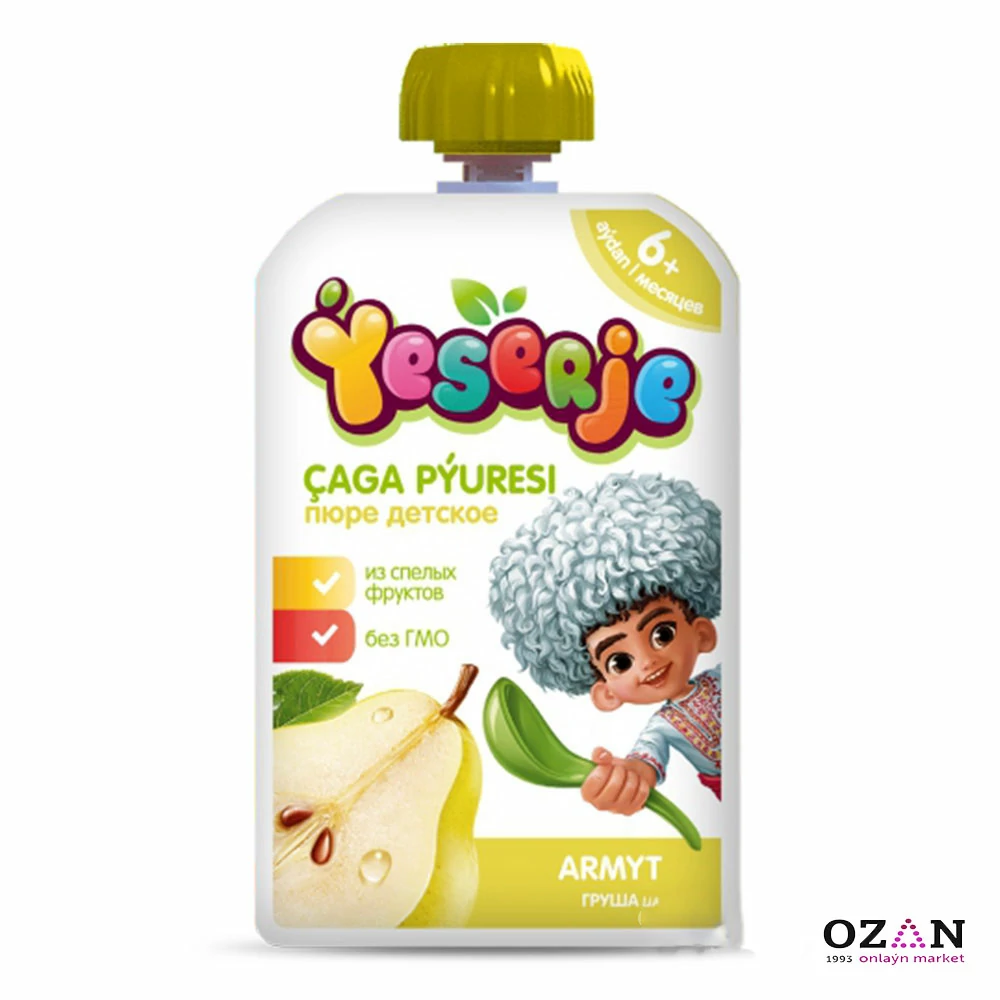 6+
aýdan | месяцев
Ýeserje
ÇAGA PÝURESI
пюре детское
из спелых
фруктов
без ГМО
ARMYT
ГРУША
OZAN
1993 onlaýn market